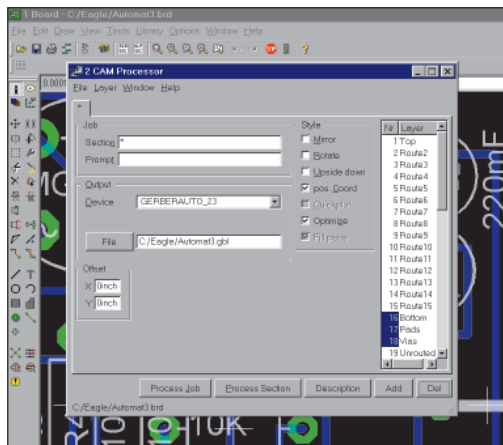 1 Board - C:/Eagle/Automat3.brd
File Edit Draw View Tools Library Options Window Help
0.000
2 CAM Processor
File Layer Window Help
Job
Section *
Prompt
Output
Device GERBERAUTO_23
File C:/Eagle/Automat3.gbl
Offset
X 0inch
Y 0inch
Style
Mirror
Rotate
Upside down
pos. Coord
Quickplot
Optimize
Fill pads
Nr Layer
1 Top
2 Route2
3 Route3
4 Route4
5 Route5
6 Route6
7 Route7
8 Route8
9 Route9
10 Route10
11 Route11
12 Route12
13 Route13
14 Route14
15 Route15
16 Bottom
17 Pads
18 Vias
19 Unrouted
Process Job Process Section Description Add Del
C:/Eagle/Automat3.brd
220mF
R4
10K